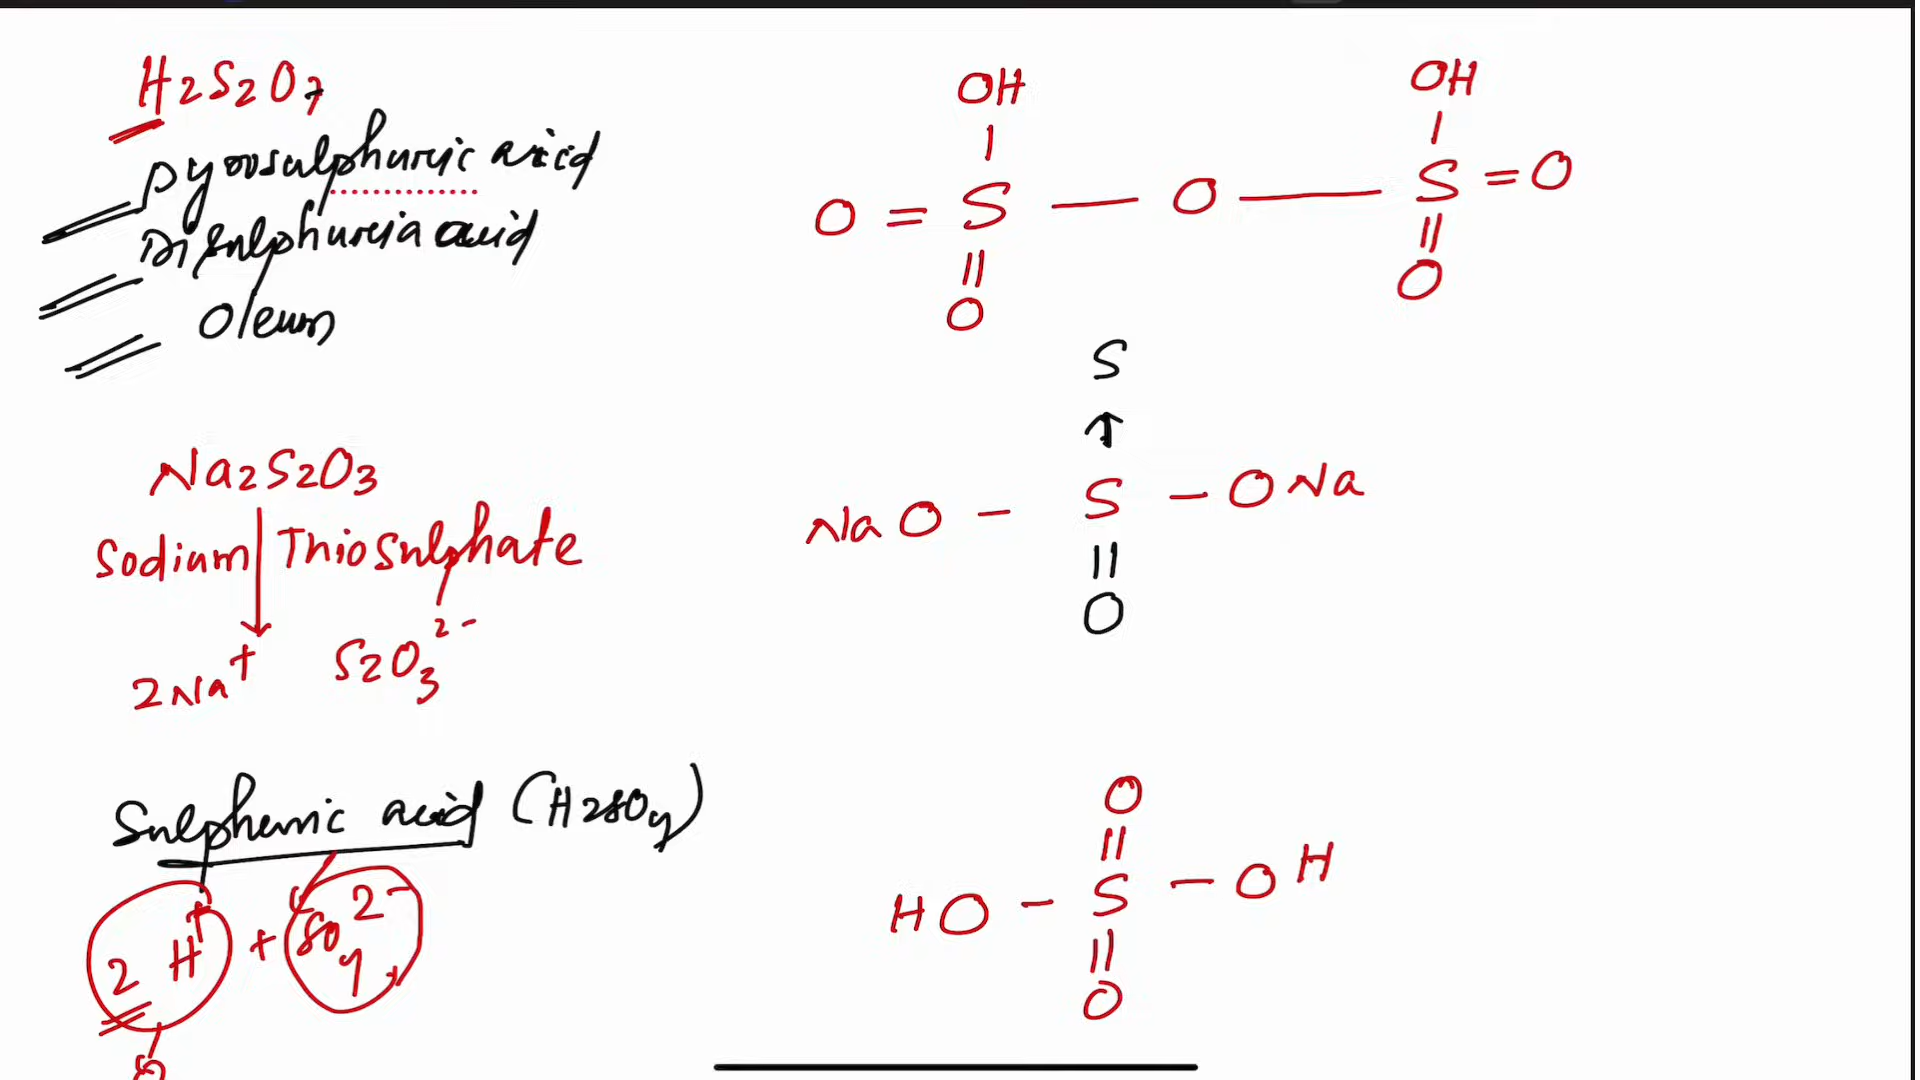 H2S2O7
pyrosulphuric acid
Disulphuric acid
Oleum
OH
O = S — O — S = O
OH
O
O
Na2S2O3
Sodium Thiosulphate
2Na+ S2O3 2-
S
↑
NaO - S - ONa
O
Sulphuric acid (H2SO4)
2 H+ + SO4 2-
O
HO - S - OH
O